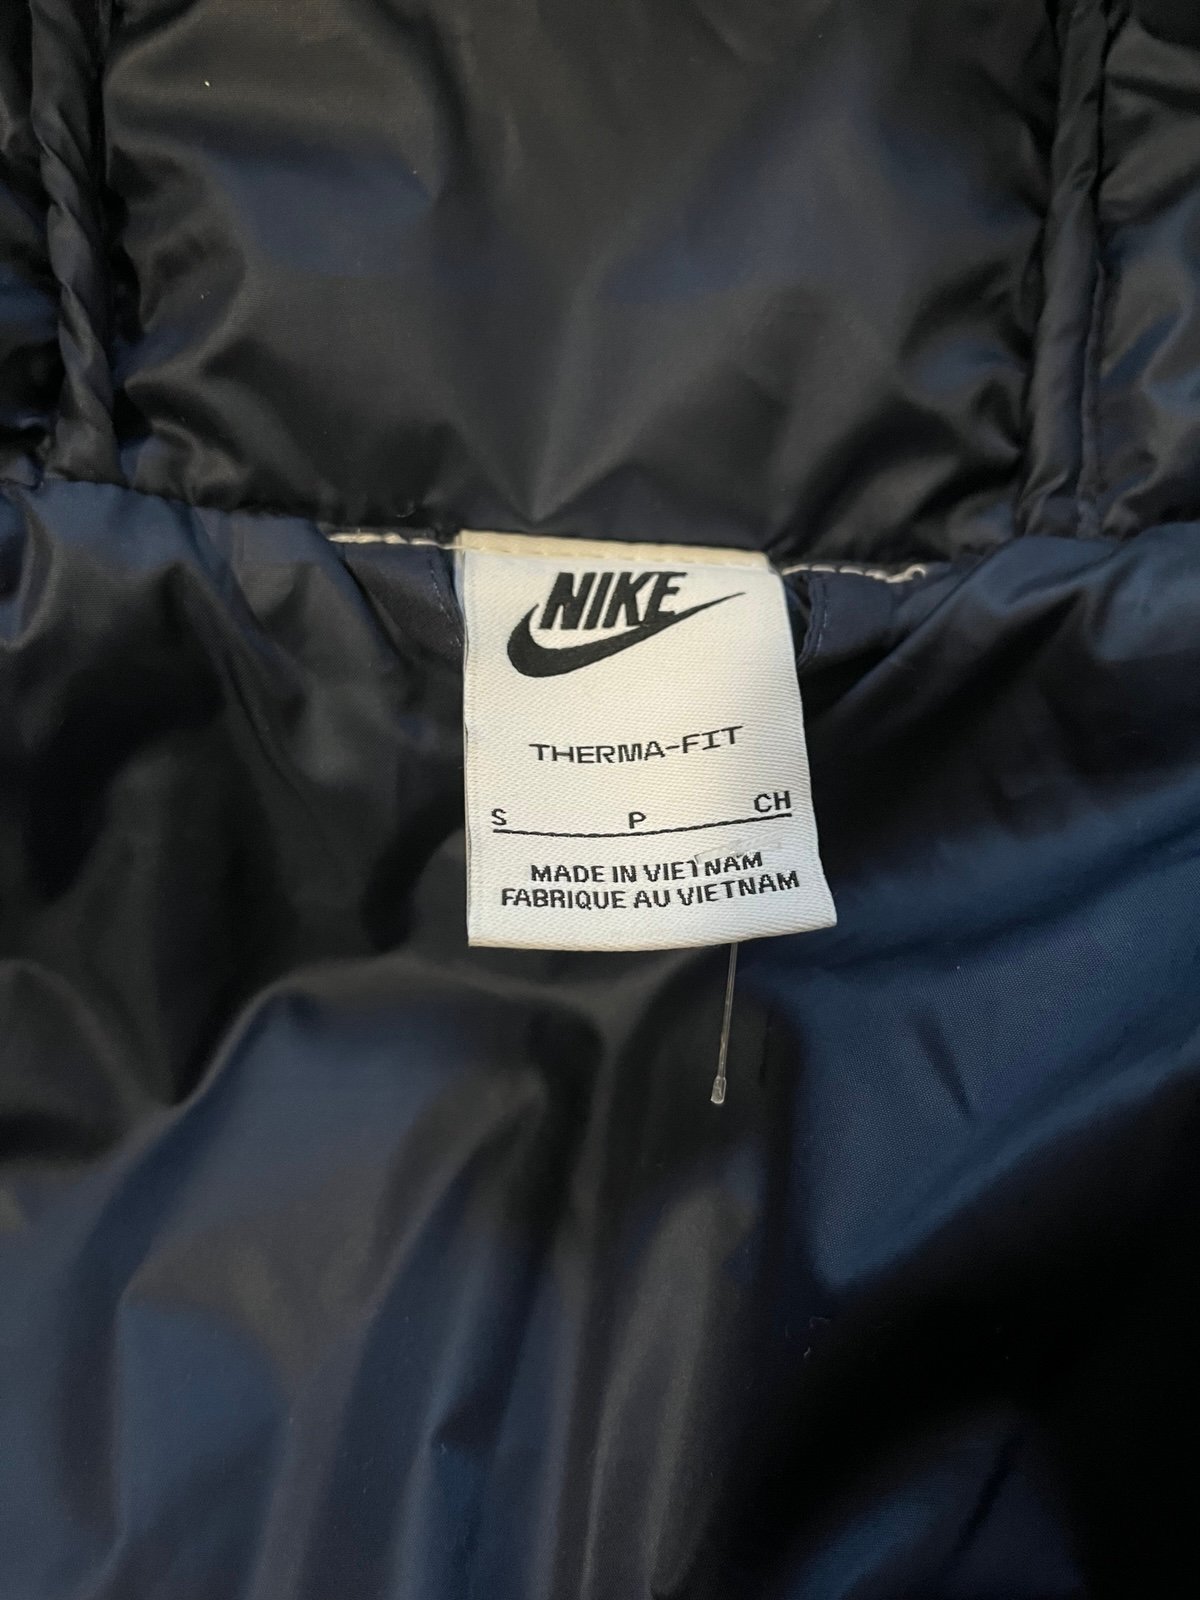 NIKE
THERMA-FIT
S P CH
MADE IN VIETNAM
FABRIQUE AU VIETNAM